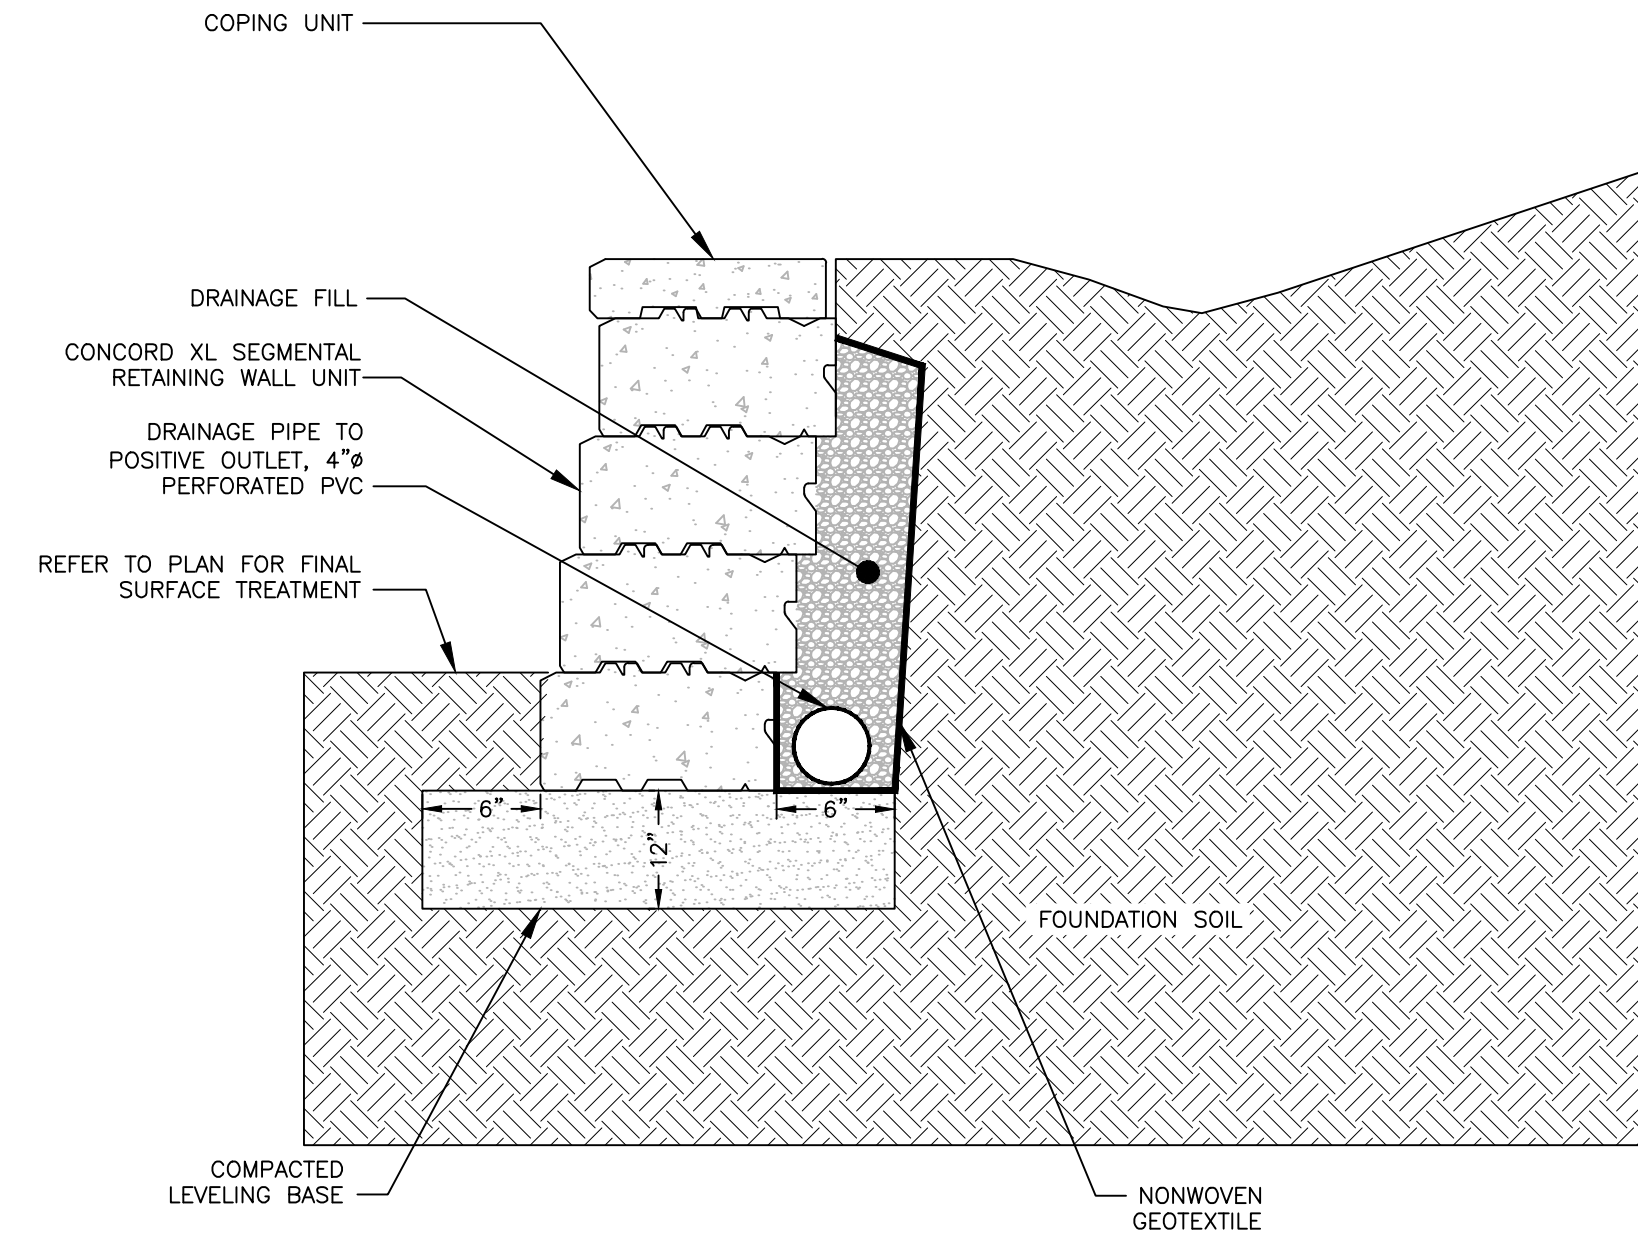 COPING UNIT
DRAINAGE FILL
CONCORD XL SEGMENTAL
RETAINING WALL UNIT
DRAINAGE PIPE TO
POSITIVE OUTLET, 4"ø
PERFORATED PVC
REFER TO PLAN FOR FINAL
SURFACE TREATMENT
6"
6"
12"
FOUNDATION SOIL
COMPACTED
LEVELING BASE
NONWOVEN
GEOTEXTILE